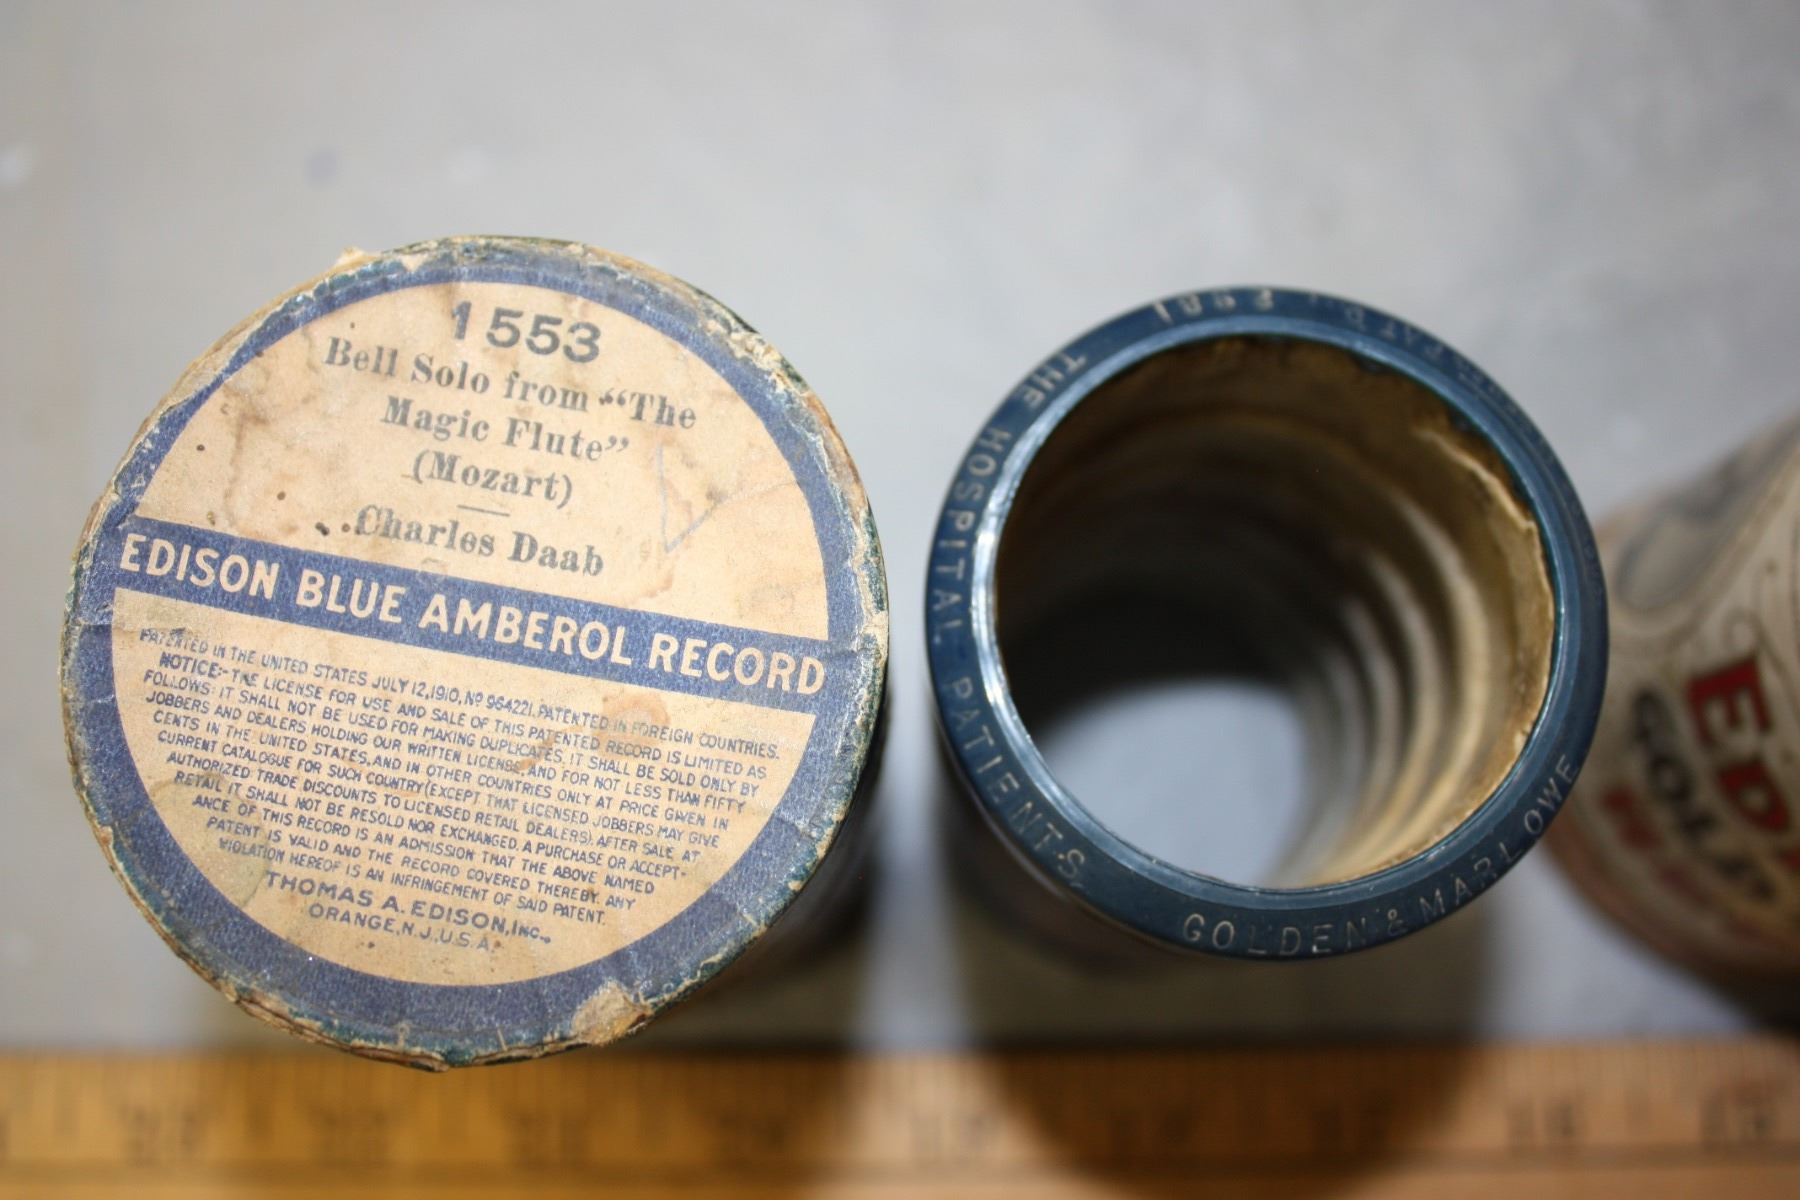 1553
Bell Solo from “The
Magic Flute”
(Mozart)
Charles Daab
EDISON BLUE AMBEROL RECORD
PATENTED IN THE UNITED STATES JULY 12, 1910, Nº 964221, PATENTED IN FOREIGN COUNTRIES.
NOTICE:- THE LICENSE FOR USE AND SALE OF THIS PATENTED RECORD IS LIMITED AS
FOLLOWS: IT SHALL NOT BE USED FOR MAKING DUPLICATES, IT SHALL BE SOLD ONLY BY
JOBBERS AND DEALERS HOLDING OUR WRITTEN LICENSE, AND FOR NOT LESS THAN FIFTY
CENTS IN THE UNITED STATES, AND IN OTHER COUNTRIES ONLY AT PRICE GIVEN IN
CURRENT CATALOGUE FOR SUCH COUNTRY (EXCEPT THAT LICENSED JOBBERS MAY GIVE
AUTHORIZED TRADE DISCOUNTS TO LICENSED RETAIL DEALERS). AFTER SALE AT
RETAIL IT SHALL NOT BE RESOLD NOR EXCHANGED. A PURCHASE OR ACCEPT-
ANCE OF THIS RECORD IS AN ADMISSION THAT THE ABOVE NAMED
PATENT IS VALID AND THE RECORD COVERED THEREBY. ANY
VIOLATION HEREOF IS AN INFRINGEMENT OF SAID PATENT.
THOMAS A. EDISON, INC.,
ORANGE, N.J., U.S.A.
THE HOSPITAL PATIENTS.
GOLDEN & MARLOWE
EDI
GOLD